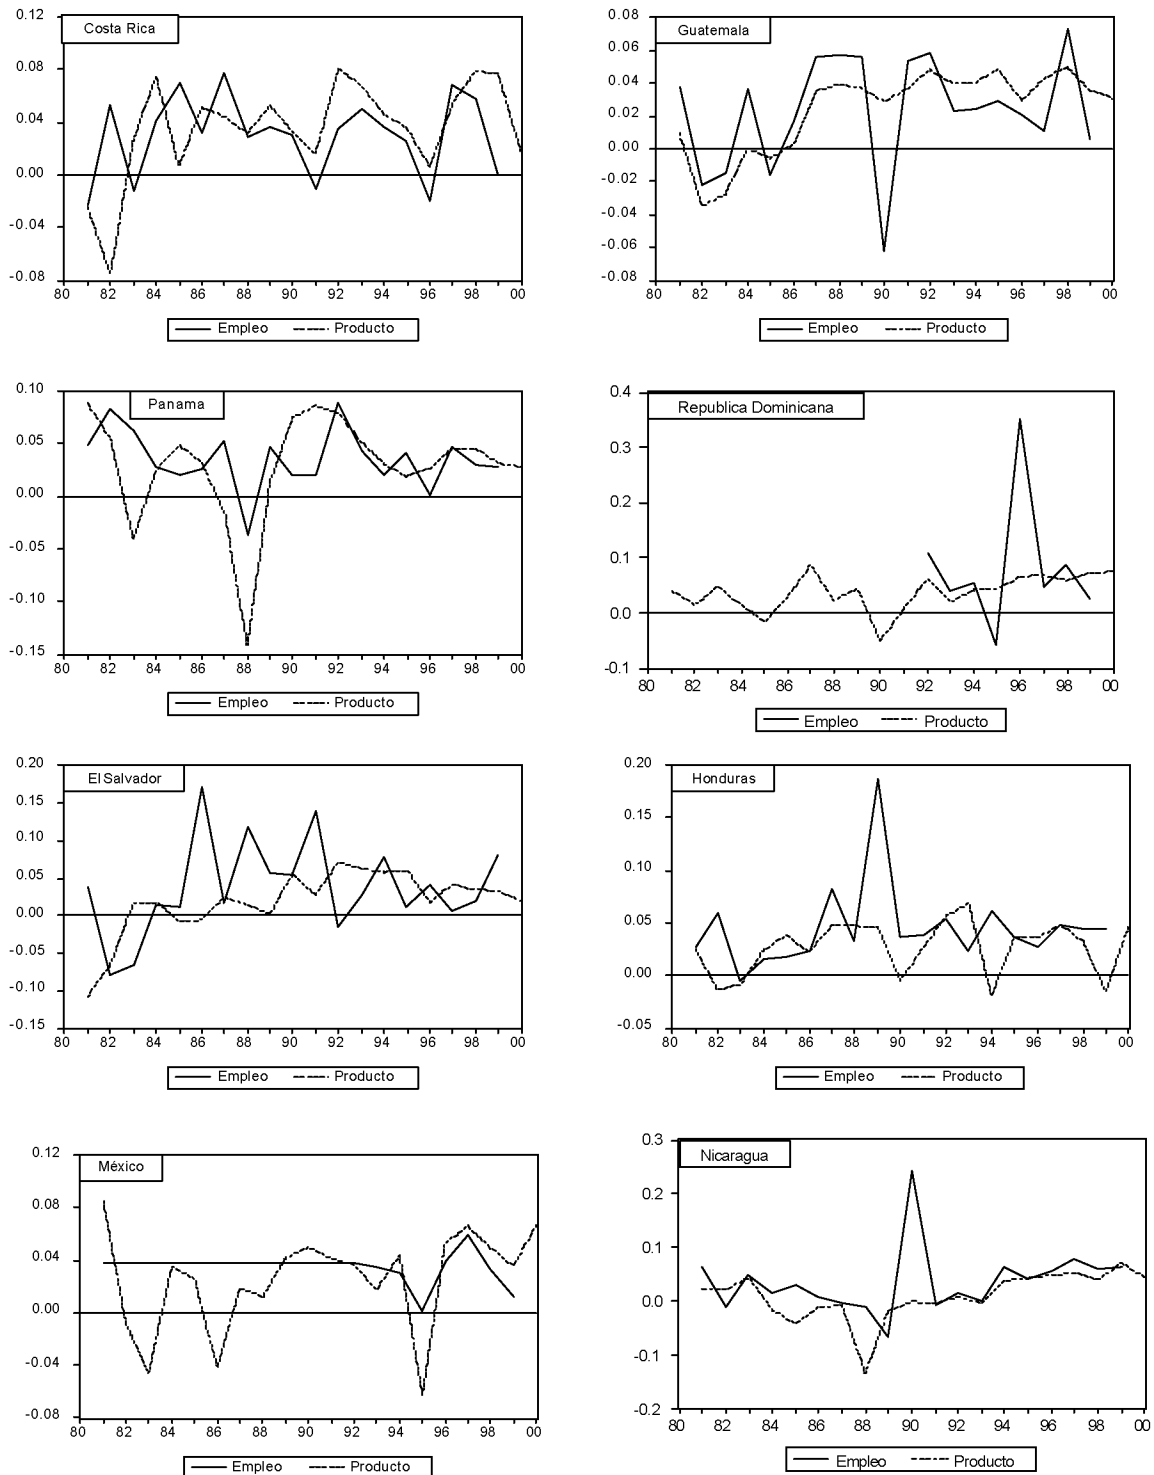 Costa Rica
0.12
0.08
0.04
0.00
-0.04
-0.08
80 82 84 86 88 90 92 94 96 98 00
Empleo Producto
Guatemala
0.08
0.06
0.04
0.02
0.00
-0.02
-0.04
-0.06
-0.08
80 82 84 86 88 90 92 94 96 98 00
Empleo Producto
Panama
0.10
0.05
0.00
-0.05
-0.10
-0.15
80 82 84 86 88 90 92 94 96 98 00
Empleo Producto
Republica Dominicana
0.4
0.3
0.2
0.1
0.0
-0.1
80 82 84 86 88 90 92 94 96 98 00
Empleo Producto
El Salvador
0.20
0.15
0.10
0.05
0.00
-0.05
-0.10
-0.15
80 82 84 86 88 90 92 94 96 98 00
Empleo Producto
Honduras
0.20
0.15
0.10
0.05
0.00
-0.05
80 82 84 86 88 90 92 94 96 98 00
Empleo Producto
México
0.12
0.08
0.04
0.00
-0.04
-0.08
80 82 84 86 88 90 92 94 96 98 00
Empleo Producto
Nicaragua
0.3
0.2
0.1
0.0
-0.1
-0.2
80 82 84 86 88 90 92 94 96 98 00
Empleo Producto